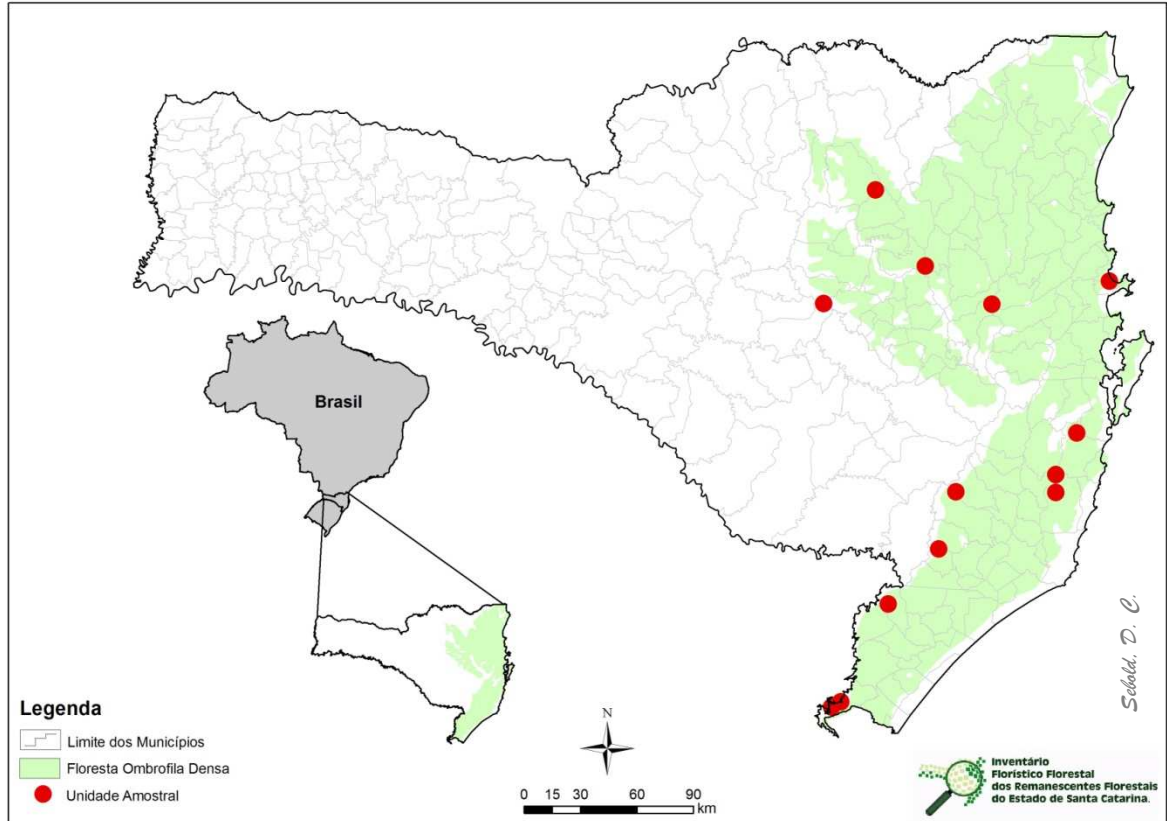 Brasil
Legenda
Limite dos Municípios
Floresta Ombrofila Densa
Unidade Amostral
N
0 15 30 60 90
km
Sebold, D. C.
Inventário
Florístico Florestal
dos Remanescentes Florestais
do Estado de Santa Catarina.